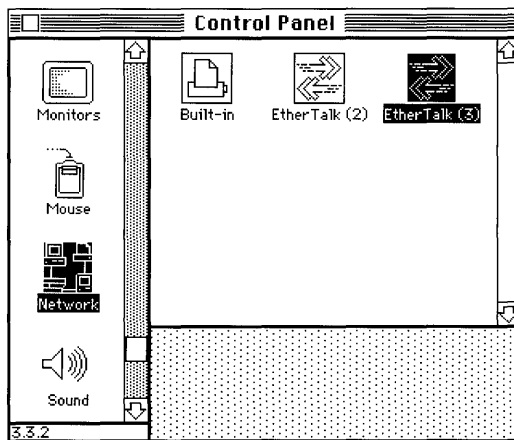 Control Panel
Monitors
Mouse
Network
Sound
3.3.2
Built-in
EtherTalk (2)
EtherTalk (3)